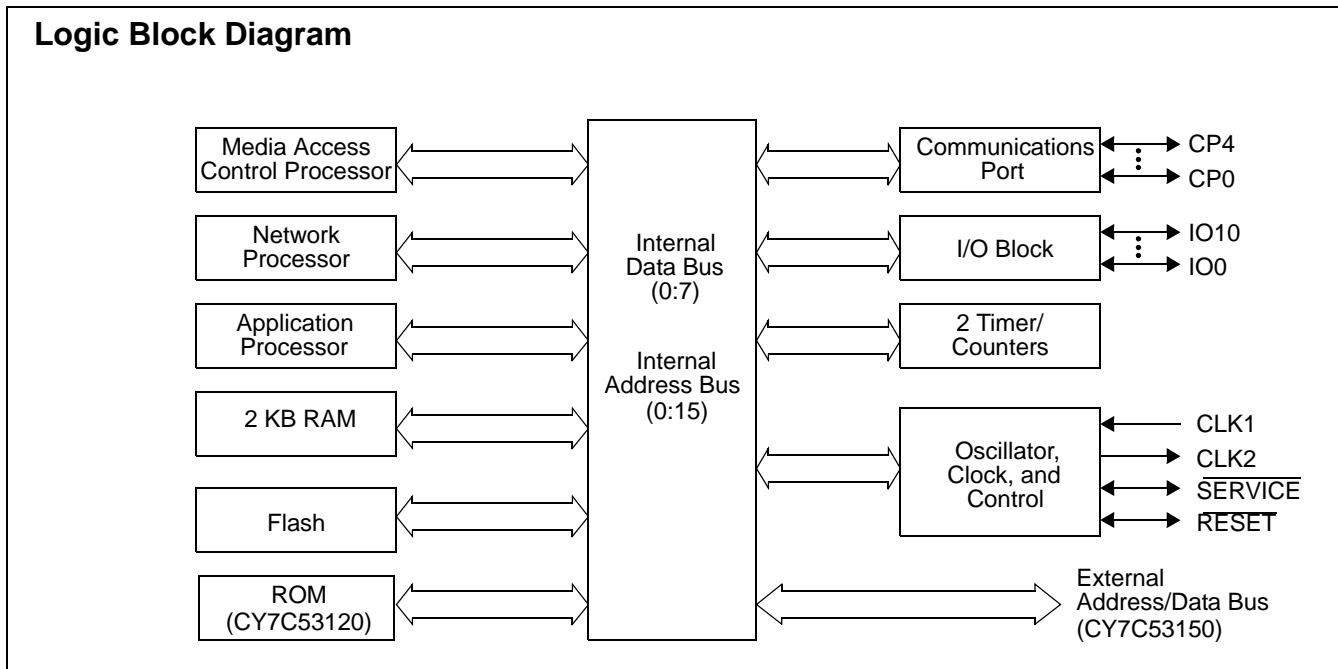 Logic Block Diagram
Media Access
Control Processor
Network
Processor
Application
Processor
2 KB RAM
Flash
ROM
(CY7C53120)
Internal
Data Bus
(0:7)
Internal
Address Bus
(0:15)
Communications
Port
CP4
CP0
I/O Block
IO10
IO0
2 Timer/
Counters
Oscillator,
Clock, and
Control
CLK1
CLK2
SERVICE
RESET
External
Address/Data Bus
(CY7C53150)